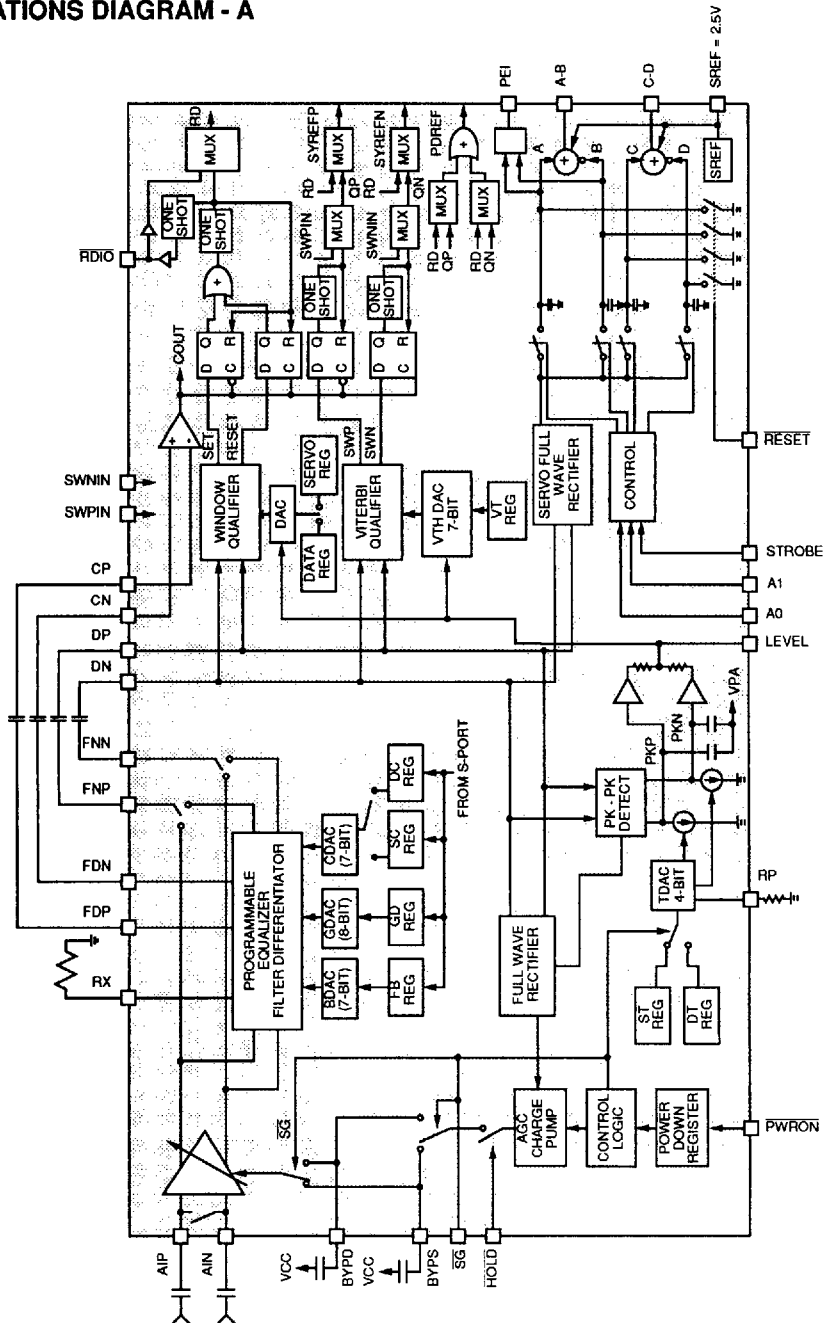 ATIONS DIAGRAM - A
SREF = 2.5V
C-D
A-B
PEI
PDREF
SYREFN
SYREFP
RD
MUX
ONE
SHOT
ONE
SHOT
RDIO
COUT
RD
QP
MUX
SWPIN
MUX
RD
QN
MUX
SWNIN
MUX
RD
QP
MUX
RD
QN
MUX
+
A
B
+
C
D
+
SREF
+
D Q
C R
D Q
C R
D Q
C R
D Q
C R
ONE
SHOT
ONE
SHOT
+
-
SET
RESET
SWP
SWN
SWNIN
SWPIN
CP
CN
DP
DN
FNN
FNP
FDN
FDP
RX
WINDOW
QUALIFIER
DAC
SERVO
REG
DATA
REG
VITERBI
QUALIFIER
VTH DAC
7-BIT
VT
REG
SERVO FULL
WAVE
RECTIFIER
CONTROL
RESET
STROBE
A1
A0
LEVEL
VPA
PKN
PKP
PK - PK
DETECT
TDAC
4-BIT
RP
ST
REG
DT
REG
FULL WAVE
RECTIFIER
PROGRAMMABLE
EQUALIZER
FILTER DIFFERENTIATOR
BDAC
(7-BIT)
GDAC
(8-BIT)
CDAC
(7-BIT)
FB
REG
GD
REG
SC
REG
DC
REG
FROM S-PORT
SG
AGC
CHARGE
PUMP
CONTROL
LOGIC
POWER
DOWN
REGISTER
PWRON
AIP
AIN
VCC
BYPD
VCC
BYPS
SG
HOLD